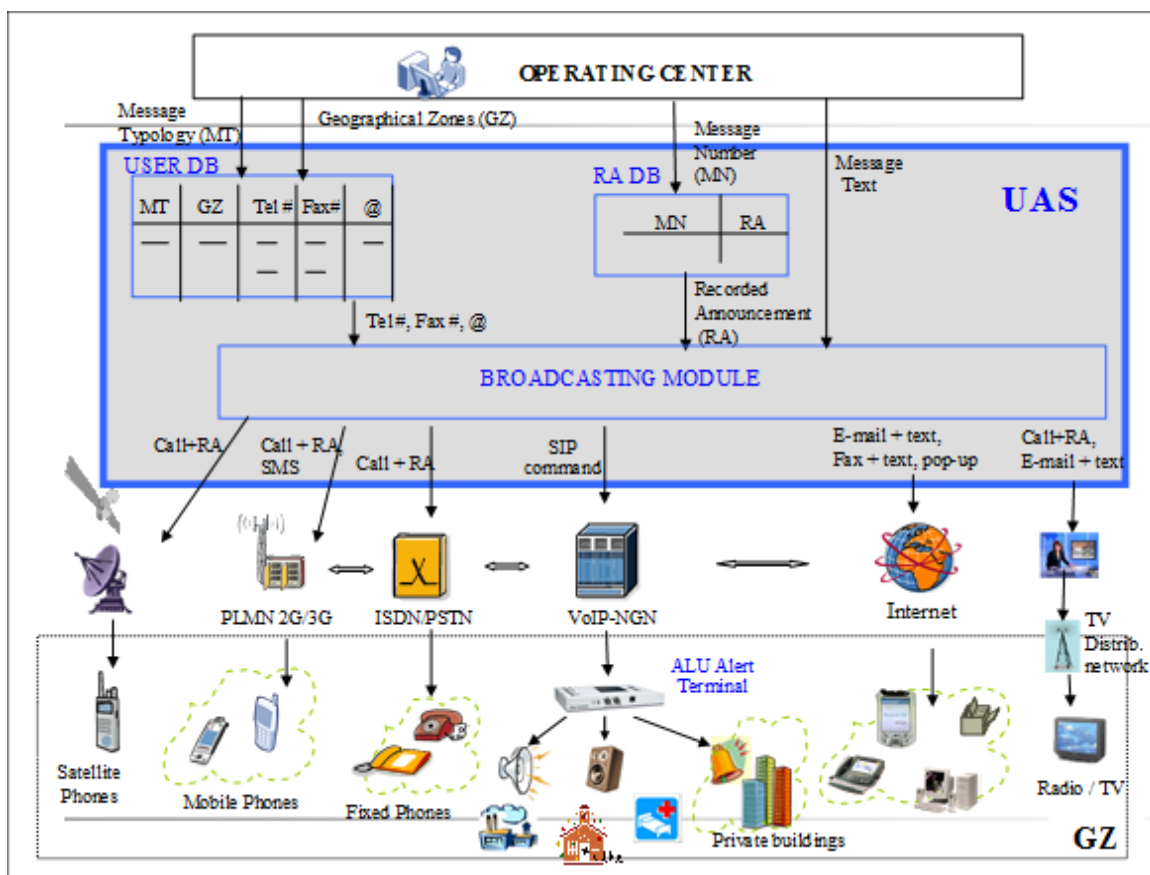 OPERATING CENTER
Message
Typology (MT)
Geographical Zones (GZ)
Message
Number
(MN)
Message
Text
USER DB
RA DB
UAS
MT GZ Tel # Fax# @
MN RA
Tel #, Fax #, @
Recorded
Announcement
(RA)
BROADCASTING MODULE
Call+RA
Call + RA,
SMS
Call + RA
SIP
command
E-mail + text,
Fax + text, pop-up
Call+RA,
E-mail + text
PLMN 2G/3G
ISDN/PSTN
VoIP-NGN
Internet
TV
Distrib.
network
ALU Alert
Terminal
Satellite
Phones
Mobile Phones
Fixed Phones
Private buildings
Radio / TV
GZ